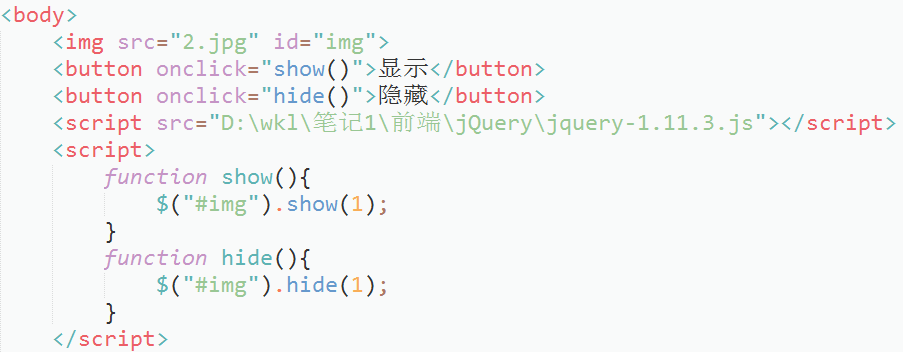 <body>
    <img src="2.jpg" id="img">
    <button onclick="show()">显示</button>
    <button onclick="hide()">隐藏</button>
    <script src="D:\wkl\笔记1\前端\jQuery\jquery-1.11.3.js"></script>
    <script>
        function show(){
            $("#img").show(1);
        }
        function hide(){
            $("#img").hide(1);
        }
    </script>